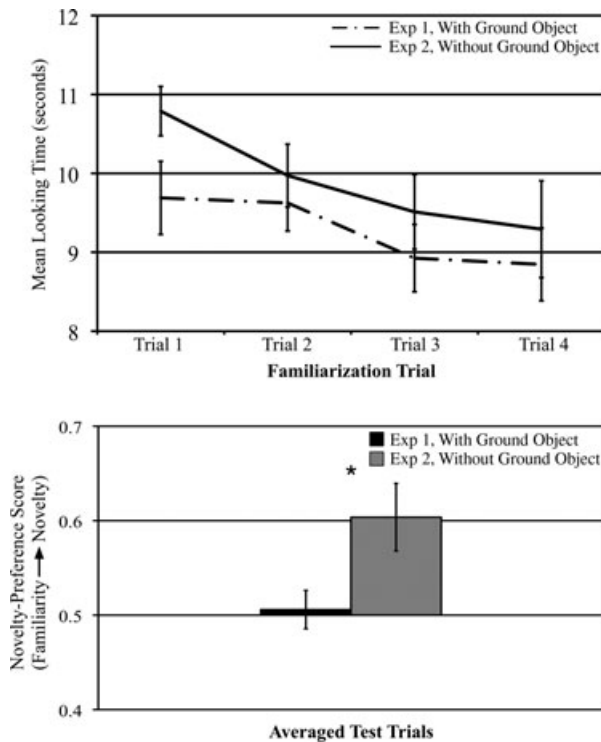 12
11
10
9
8
Mean Looking Time (seconds)
Exp 1, With Ground Object
Exp 2, Without Ground Object
Trial 1 Trial 2 Trial 3 Trial 4
Familiarization Trial
0.7
0.6
0.5
0.4
Novelty-Preference Score
(Familiarity → Novelty)
Exp 1, With Ground Object
Exp 2, Without Ground Object
*
Averaged Test Trials